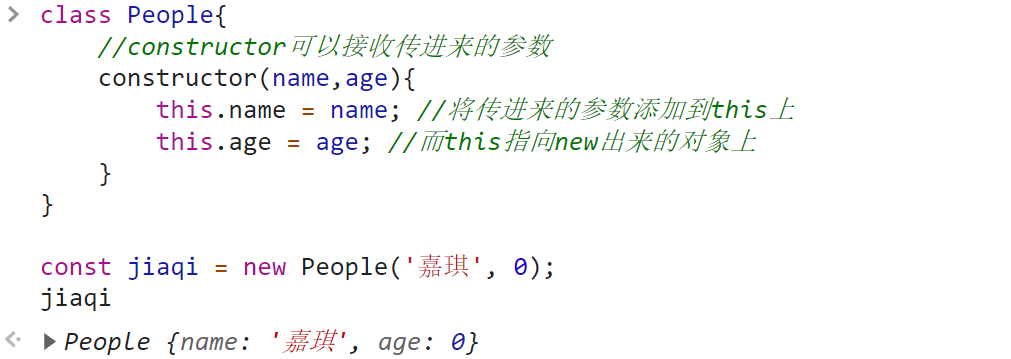 class People{
    //constructor可以接收传进来的参数
    constructor(name,age){
        this.name = name; //将传进来的参数添加到this上
        this.age = age; //而this指向new出来的对象上
    }
}
const jiaqi = new People('嘉琪', 0);
jiaqi
People {name: '嘉琪', age: 0}